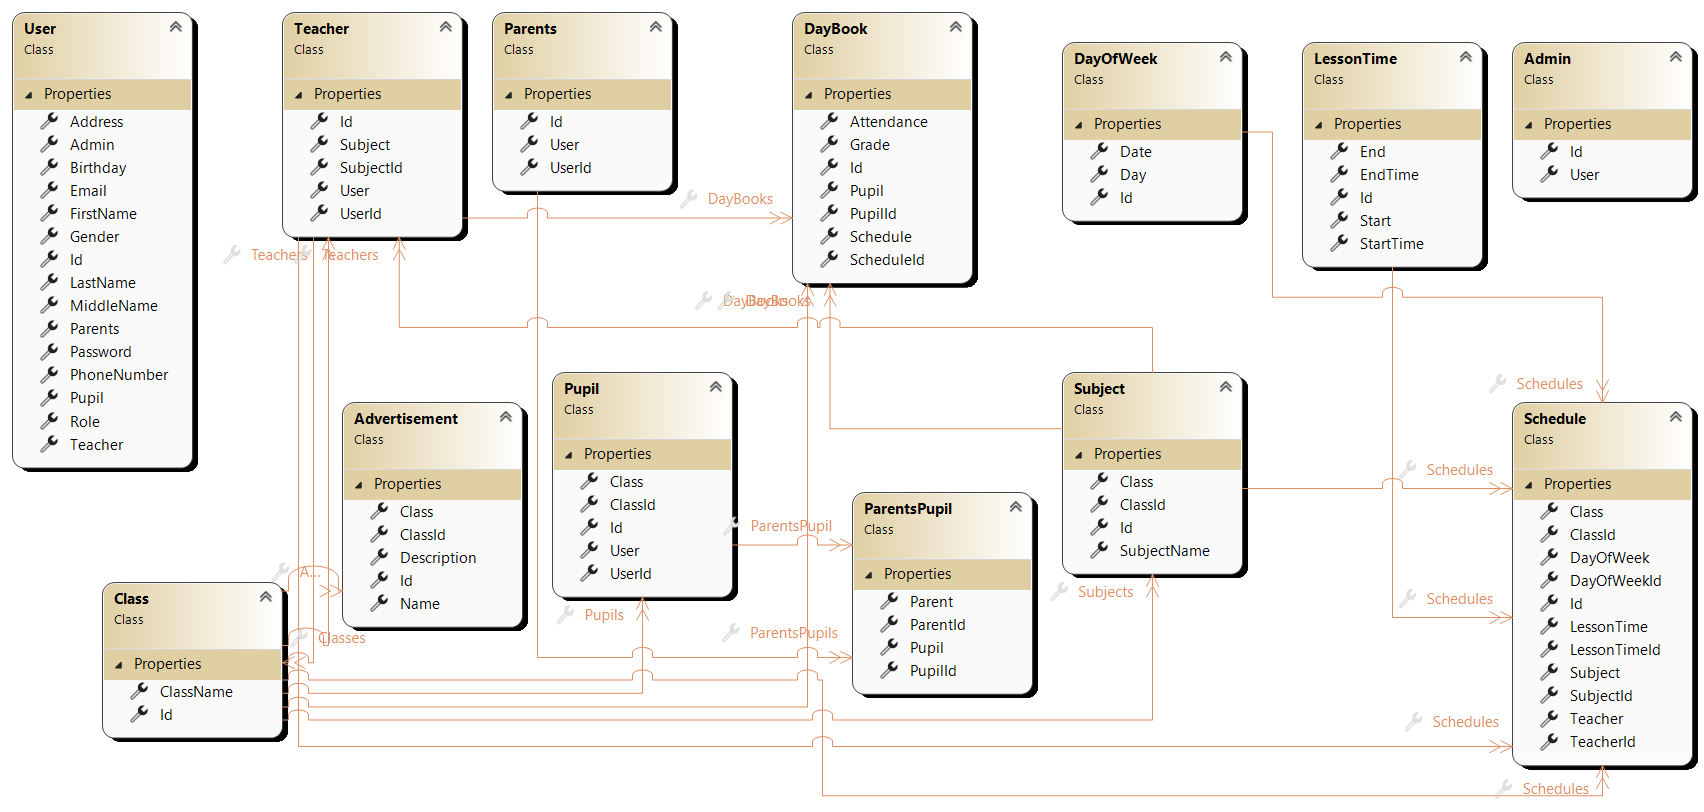 User
Class
Properties
Address
Admin
Birthday
Email
FirstName
Gender
Id
LastName
MiddleName
Parents
Password
PhoneNumber
Pupil
Role
Teacher
Teacher
Class
Properties
Id
Subject
SubjectId
User
UserId
Parents
Class
Properties
Id
User
UserId
DayBook
Class
Properties
Attendance
Grade
Id
Pupil
PupilId
Schedule
ScheduleId
DayOfWeek
Class
Properties
Date
Day
Id
LessonTime
Class
Properties
End
EndTime
Id
Start
StartTime
Admin
Class
Properties
Id
User
DayBooks
Teachers
Teachers
DayBooks
DayBooks
Advertisement
Class
Properties
Class
ClassId
Description
Id
Name
Pupil
Class
Properties
Class
ClassId
Id
User
UserId
ParentsPupil
Class
Properties
Parent
ParentId
Pupil
PupilId
Subject
Class
Properties
Class
ClassId
Id
SubjectName
Schedule
Class
Properties
Class
ClassId
DayOfWeek
DayOfWeekId
Id
LessonTime
LessonTimeId
Subject
SubjectId
Teacher
TeacherId
Class
Class
Properties
ClassName
Id
A...
Classes
Pupils
ParentsPupil
ParentsPupils
Subjects
Schedules
Schedules
Schedules
Schedules
Schedules